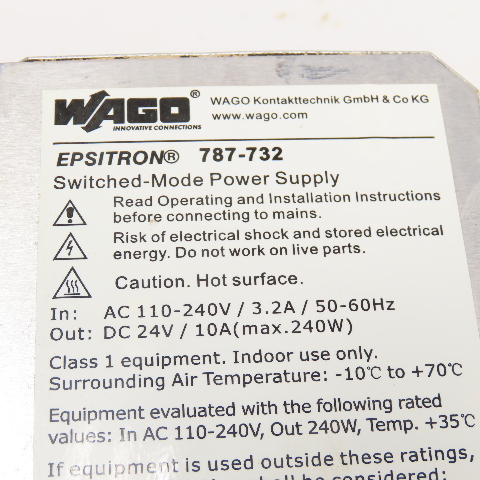 WAGO®
INNOVATIVE CONNECTIONS
WAGO Kontakttechnik GmbH & Co KG
www.wago.com
EPSITRON® 787-732
Switched-Mode Power Supply
Read Operating and Installation Instructions
before connecting to mains.
Risk of electrical shock and stored electrical
energy. Do not work on live parts.
Caution. Hot surface.
In: AC 110-240V / 3.2A / 50-60Hz
Out: DC 24V / 10A(max.240W)
Class 1 equipment. Indoor use only.
Surrounding Air Temperature: -10℃ to +70℃
Equipment evaluated with the following rated
values: In AC 110-240V, Out 240W, Temp. +35℃
If equipment is used outside these ratings,
shall be considered: